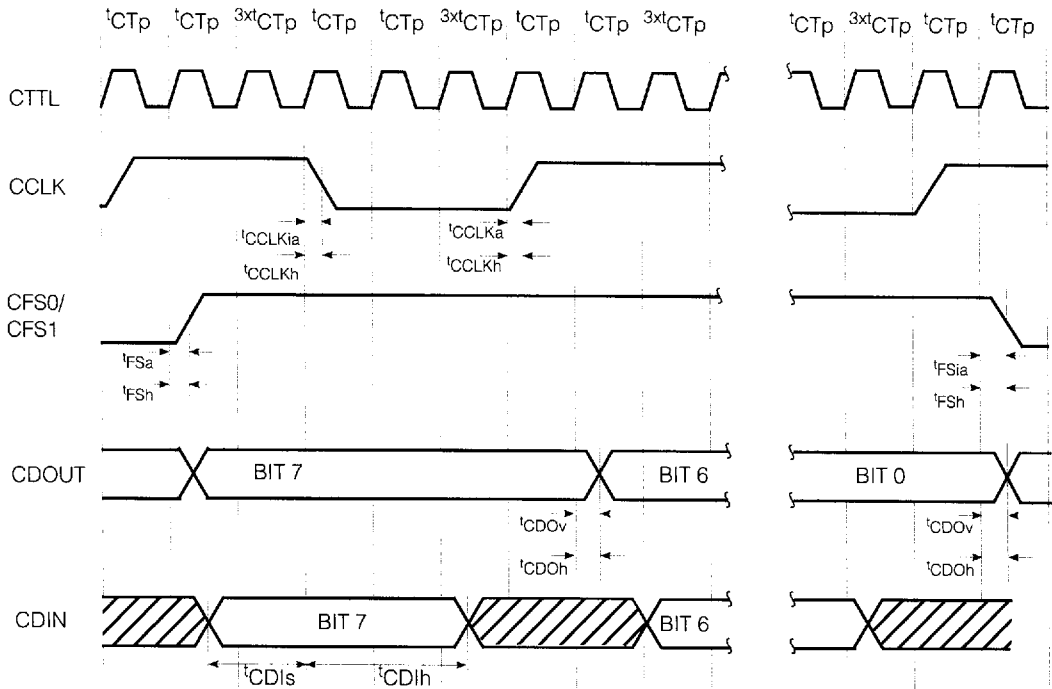 tCTp tCTp 3xtCTp tCTp tCTp 3xtCTp tCTp tCTp 3xtCTp tCTp 3xtCTp tCTp tCTp
CTTL
CCLK
tCCLKia tCCLKa
tCCLKh tCCLKh
CFS0/
CFS1
tFSa tFSia
tFSh tFSh
CDOUT BIT 7 BIT 6 BIT 0
tCDOv tCDOv
tCDOh tCDOh
CDIN BIT 7 BIT 6
tCDIs tCDIh